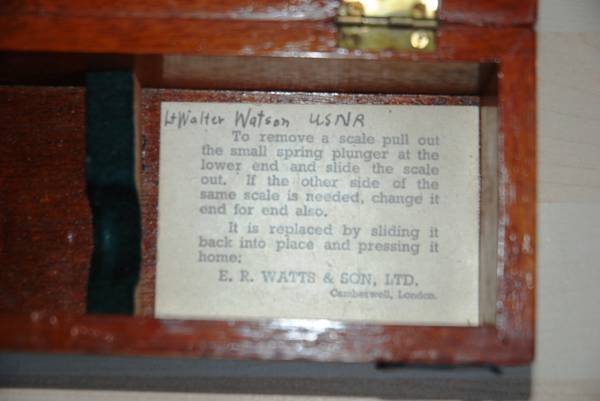 Lt Walter Watson USNR
To remove a scale pull out
the small spring plunger at the
lower end and slide the scale
out. If the other side of the
same scale is needed, change it
end for end also.
It is replaced by sliding it
back into place and pressing it
home:
E. R. WATTS & SON, LTD.
Camberwell, London.